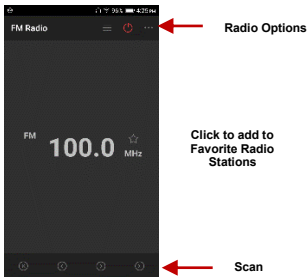 96% 4:25 PM
FM Radio
Radio Options
FM 100.0 MHz
Click to add to
Favorite Radio
Stations
Scan